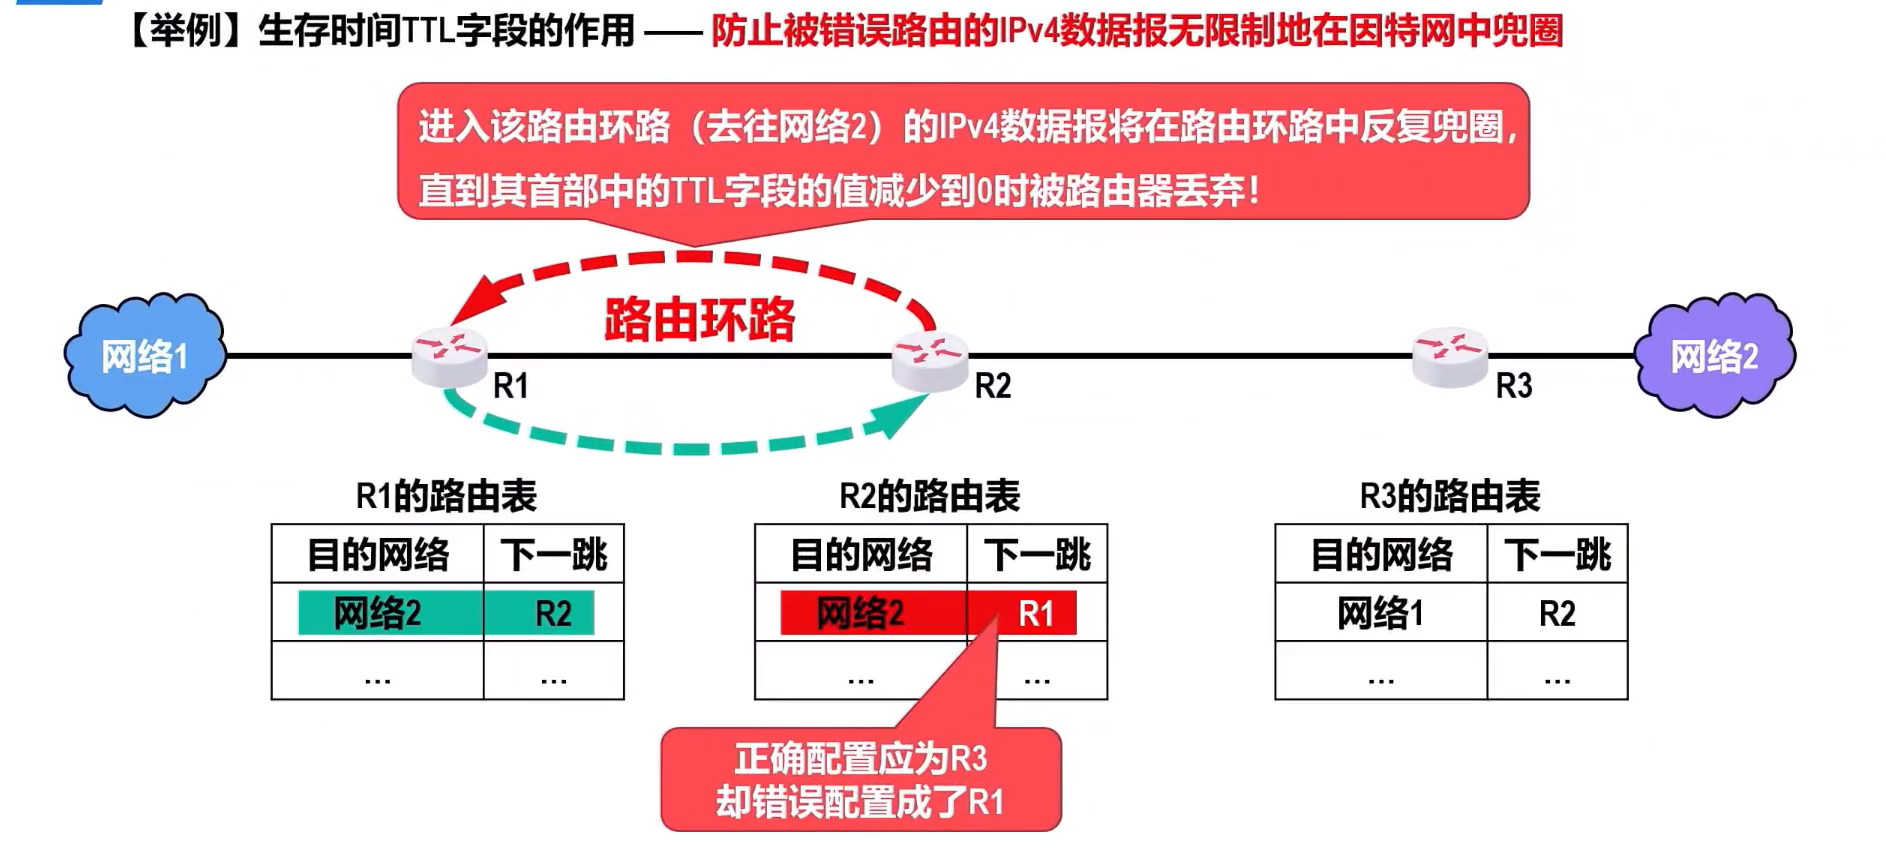 【举例】生存时间TTL字段的作用 —— 防止被错误路由的IPv4数据报无限制地在因特网中兜圈
进入该路由环路（去往网络2）的IPv4数据报将在路由环路中反复兜圈，
直到其首部中的TTL字段的值减少到0时被路由器丢弃！
路由环路
网络1
R1
R2
R3
网络2
R1的路由表
目的网络 下一跳
网络2 R2
... ...
R2的路由表
目的网络 下一跳
网络2 R1
... ...
R3的路由表
目的网络 下一跳
网络1 R2
... ...
正确配置应为R3
却错误配置成了R1